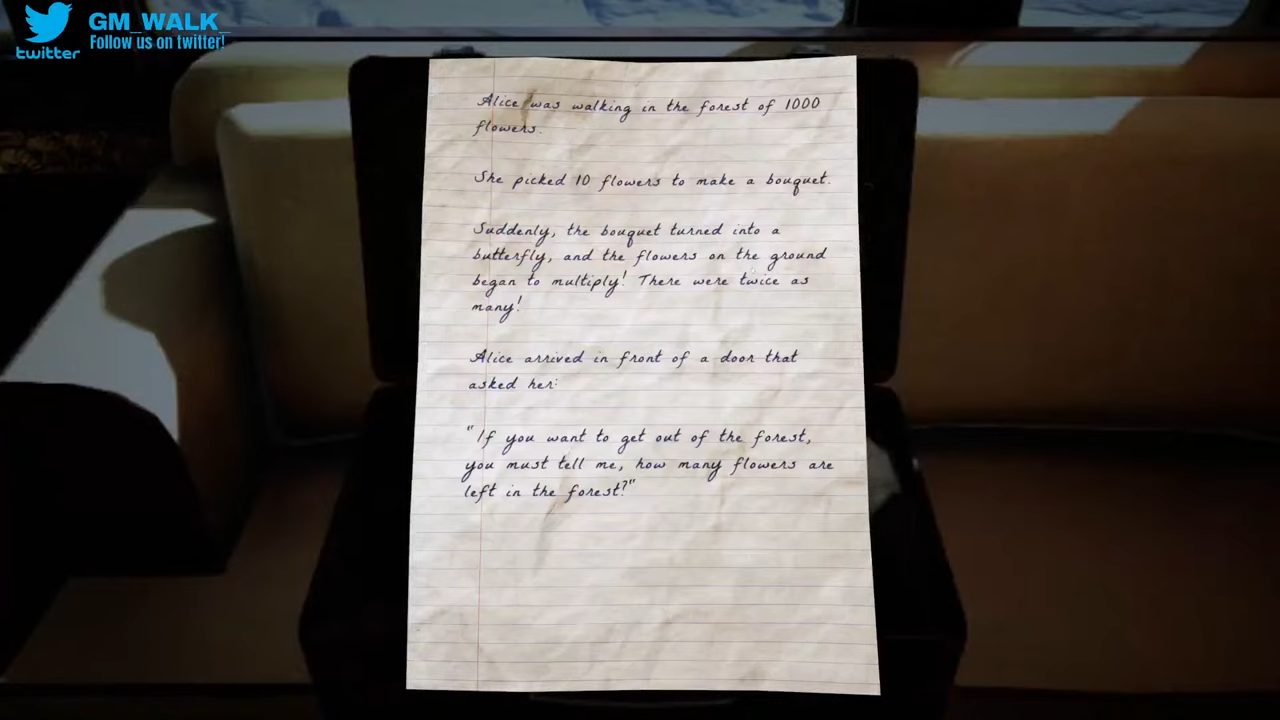 GM_WALK_
Follow us on twitter!
twitter
Alice was walking in the forest of 1000
flowers.
She picked 10 flowers to make a bouquet.
Suddenly, the bouquet turned into a
butterfly, and the flowers on the ground
began to multiply! There were twice as
many!
Alice arrived in front of a door that
asked her:
"If you want to get out of the forest,
you must tell me, how many flowers are
left in the forest?"